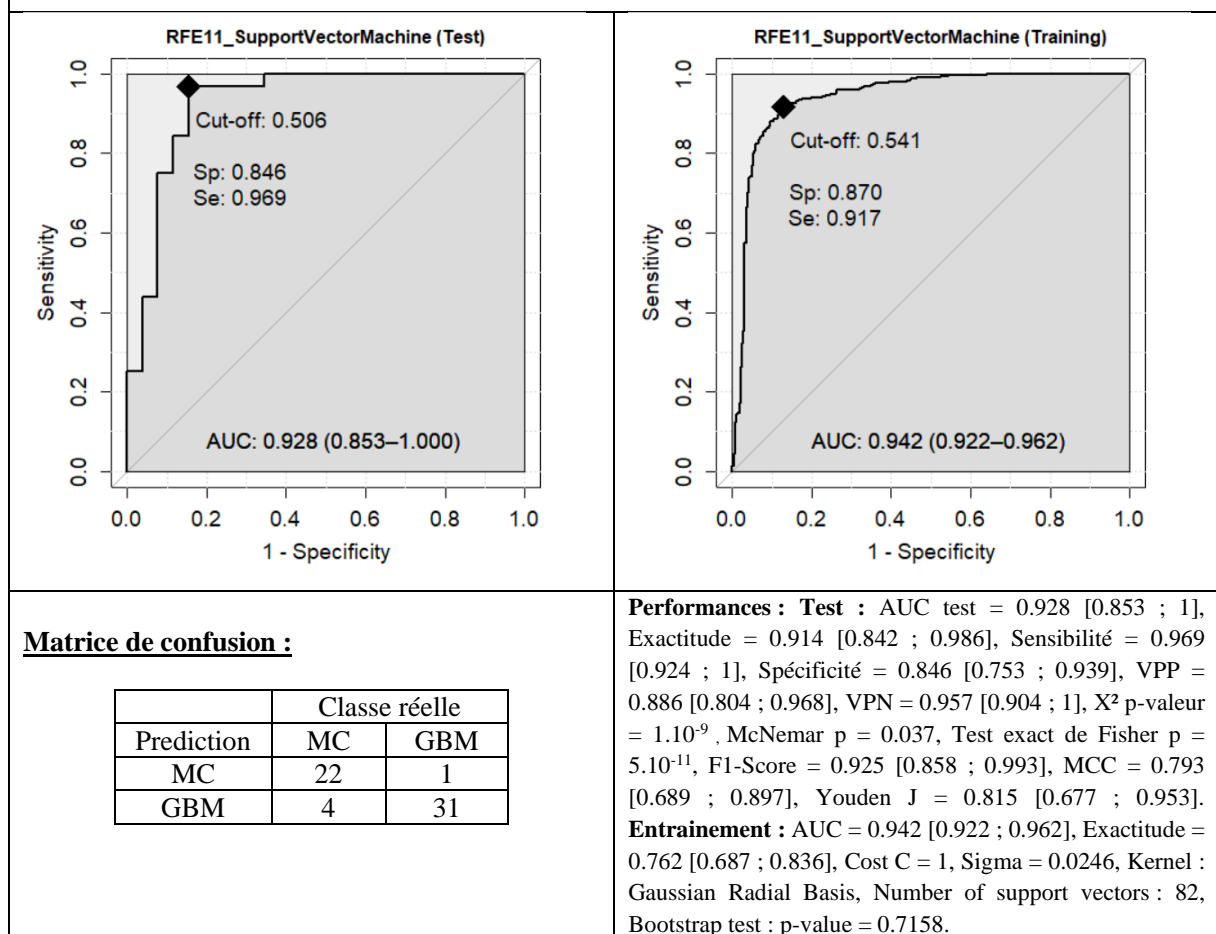 RFE11_SupportVectorMachine (Test)
Sensitivity
1.0
0.8
0.6
0.4
0.2
0.0
Cut-off: 0.506
Sp: 0.846
Se: 0.969
AUC: 0.928 (0.853–1.000)
0.0 0.2 0.4 0.6 0.8 1.0
1 - Specificity
RFE11_SupportVectorMachine (Training)
Sensitivity
1.0
0.8
0.6
0.4
0.2
0.0
Cut-off: 0.541
Sp: 0.870
Se: 0.917
AUC: 0.942 (0.922–0.962)
0.0 0.2 0.4 0.6 0.8 1.0
1 - Specificity
Matrice de confusion :
Classe réelle
Prediction MC GBM
MC 22 1
GBM 4 31
Performances : Test : AUC test = 0.928 [0.853 ; 1],
Exactitude = 0.914 [0.842 ; 0.986], Sensibilité = 0.969
[0.924 ; 1], Spécificité = 0.846 [0.753 ; 0.939], VPP =
0.886 [0.804 ; 0.968], VPN = 0.957 [0.904 ; 1], X² p-valeur
= 1.10⁻⁹ , McNemar p = 0.037, Test exact de Fisher p =
5.10⁻¹¹, F1-Score = 0.925 [0.858 ; 0.993], MCC = 0.793
[0.689 ; 0.897], Youden J = 0.815 [0.677 ; 0.953].
Entrainement : AUC = 0.942 [0.922 ; 0.962], Exactitude =
0.762 [0.687 ; 0.836], Cost C = 1, Sigma = 0.0246, Kernel :
Gaussian Radial Basis, Number of support vectors : 82,
Bootstrap test : p-value = 0.7158.